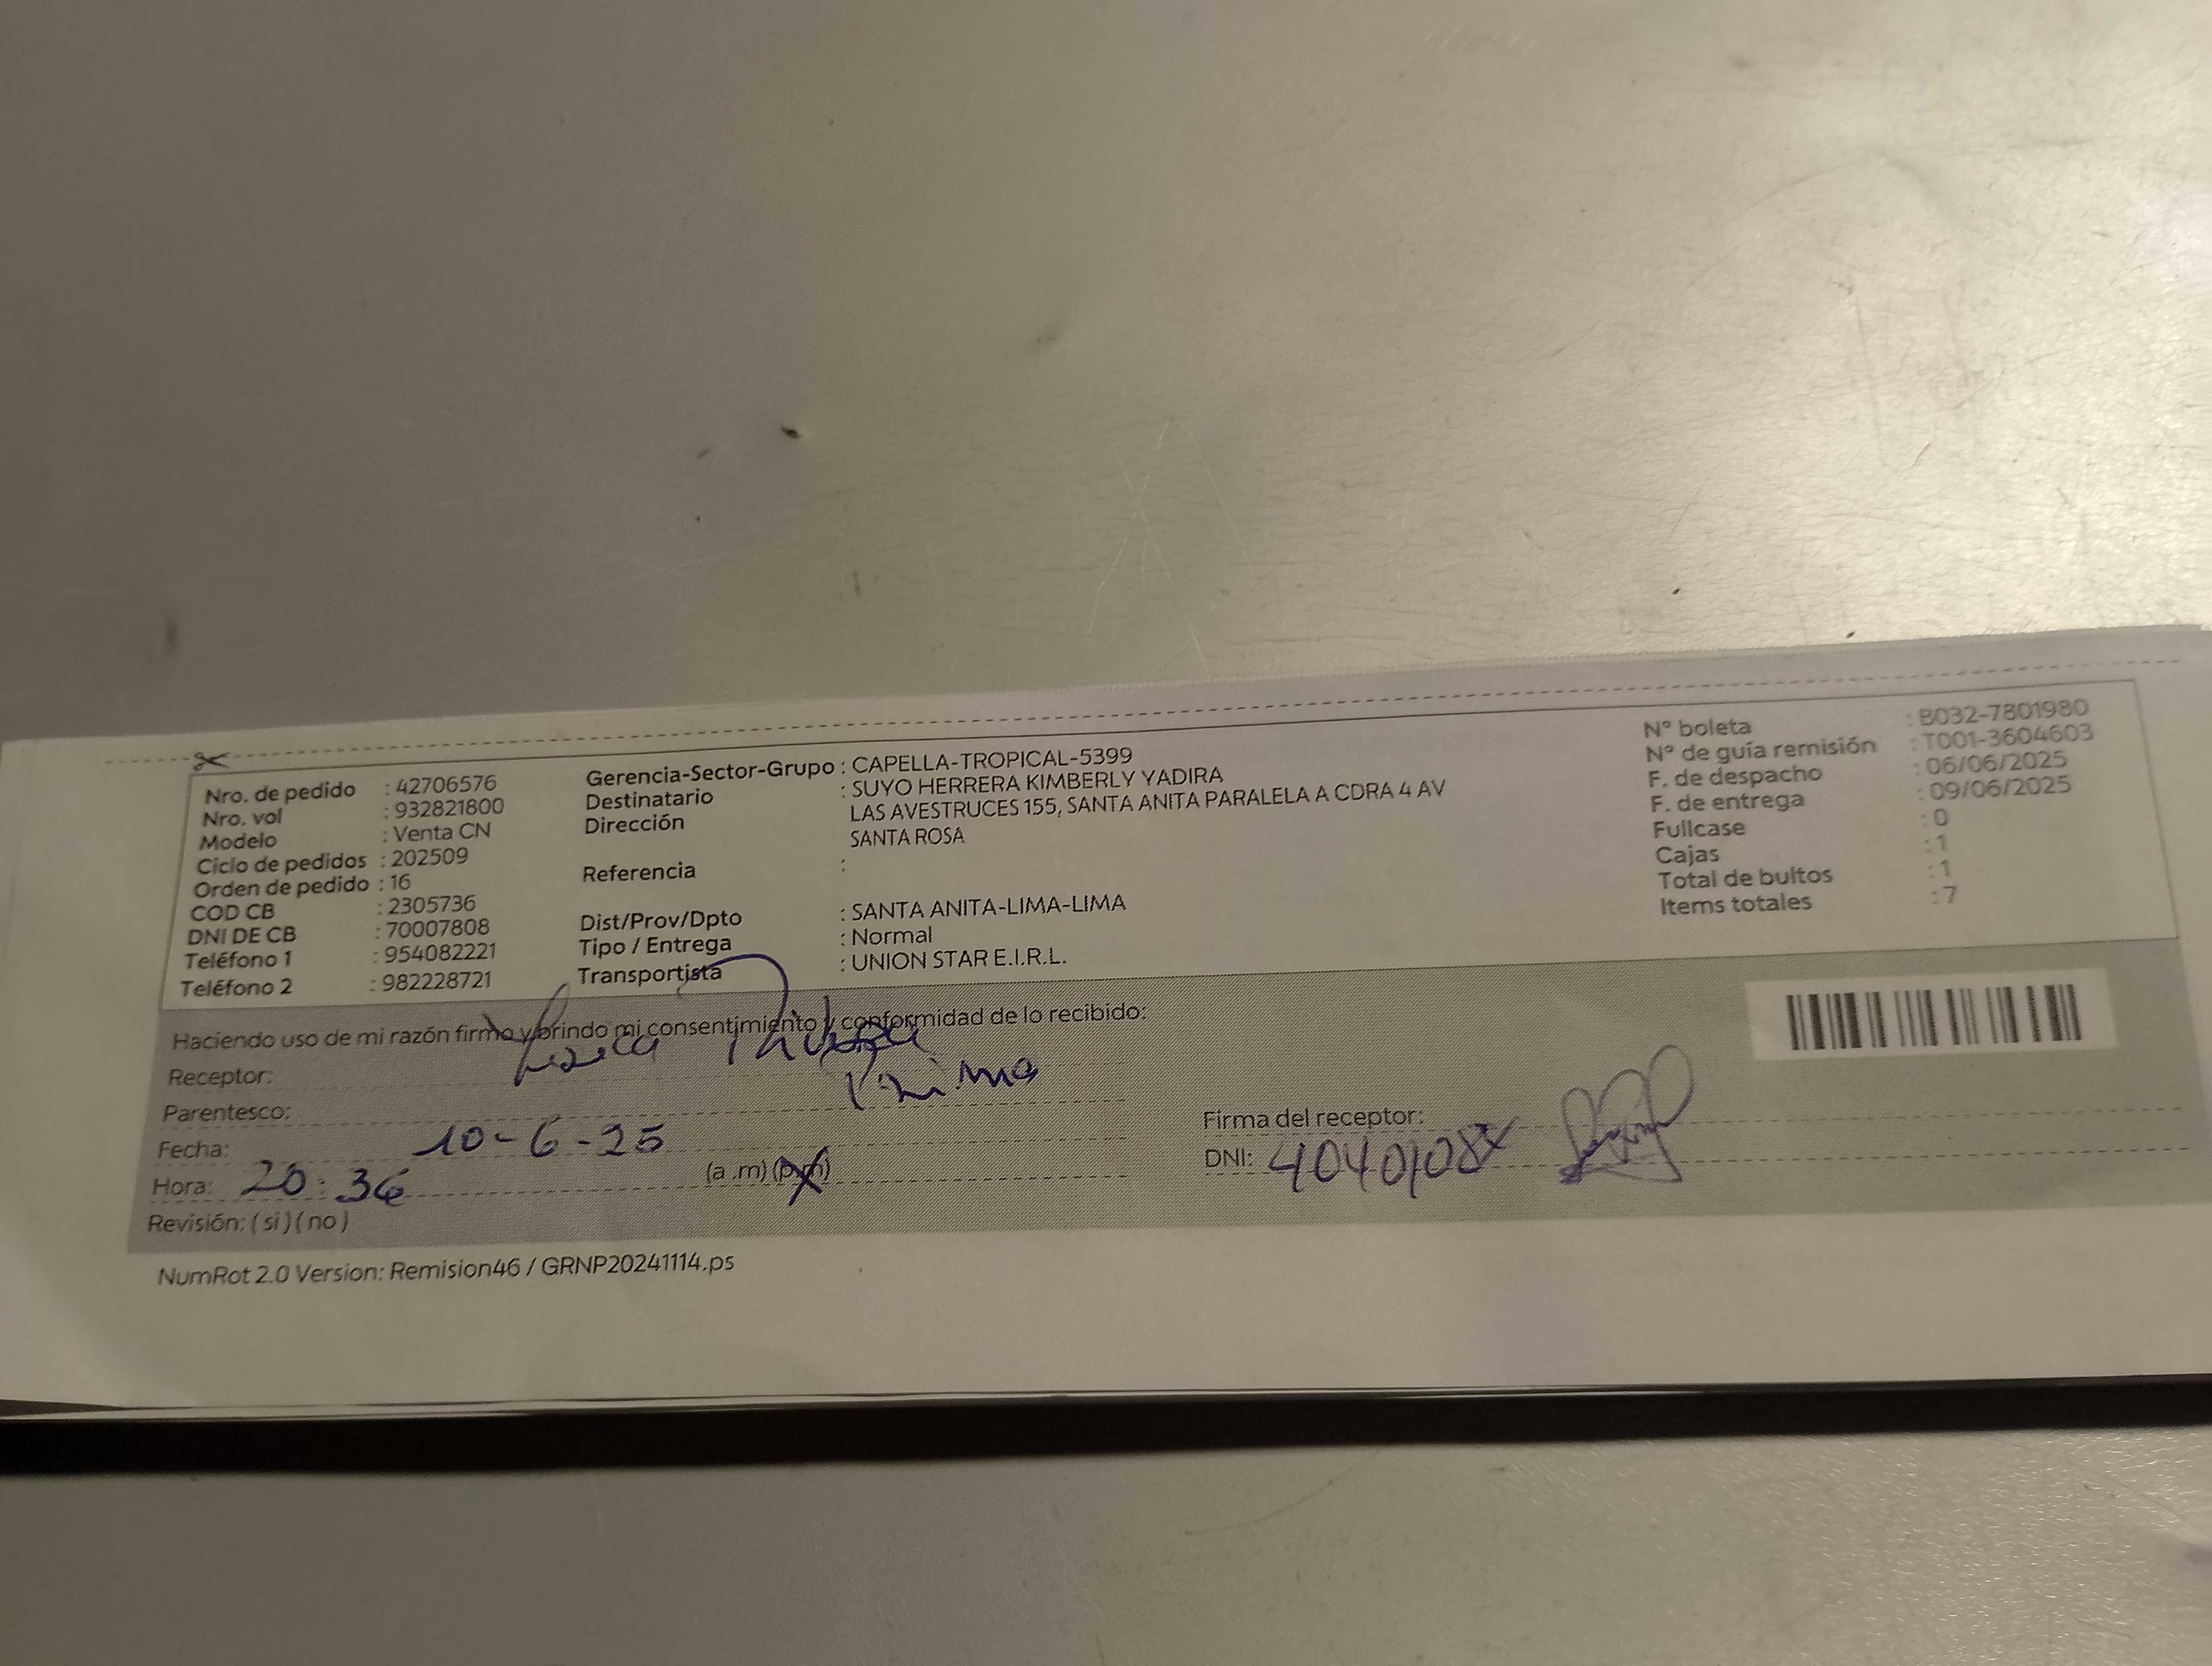 Nro. de pedido : 42706576
Nro. vol : 932821800
Modelo : Venta CN
Ciclo de pedidos : 202509
Orden de pedido : 16
COD CB : 2305736
DNI DE CB : 70007808
Teléfono 1 : 954082221
Teléfono 2 : 982228721
Gerencia-Sector-Grupo : CAPELLA-TROPICAL-5399
Destinatario : SUYO HERRERA KIMBERLY YADIRA
Dirección LAS AVESTRUCES 155, SANTA ANITA PARALELA A CDRA 4 AV
SANTA ROSA
Referencia :
Dist/Prov/Dpto : SANTA ANITA-LIMA-LIMA
Tipo / Entrega : Normal
Transportista : UNION STAR E.I.R.L.
N° boleta : B032-7801980
N° de guía remisión : T001-3604603
F. de despacho : 06/06/2025
F. de entrega : 09/06/2025
Fullcase : 0
Cajas : 1
Total de bultos : 1
Items totales : 7
Haciendo uso de mi razón firmo y brindo mi consentimiento y conformidad de lo recibido:
Receptor:
Parentesco: Prima
Fecha: 10-6-25
Hora: 20:36 (a.m) (p.m)
Revisión: ( si ) ( no )
Firma del receptor:
DNI:
NumRot 2.0 Version: Remision46 / GRNP20241114.ps